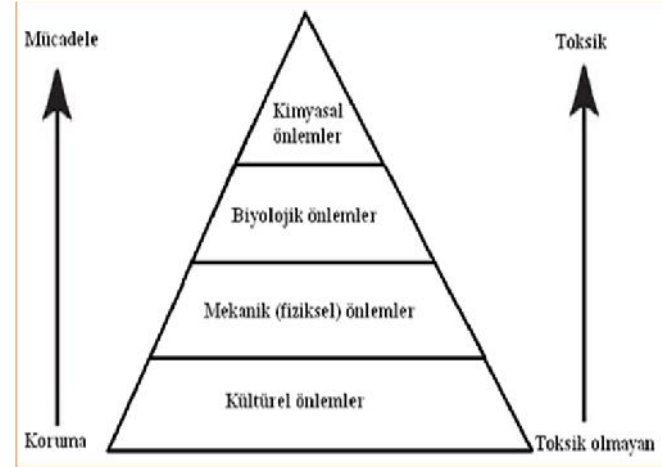 Mücadele
Toksik
Kimyasal
önlemler
Biyolojik önlemler
Mekanik (fiziksel) önlemler
Kültürel önlemler
Koruma
Toksik olmayan